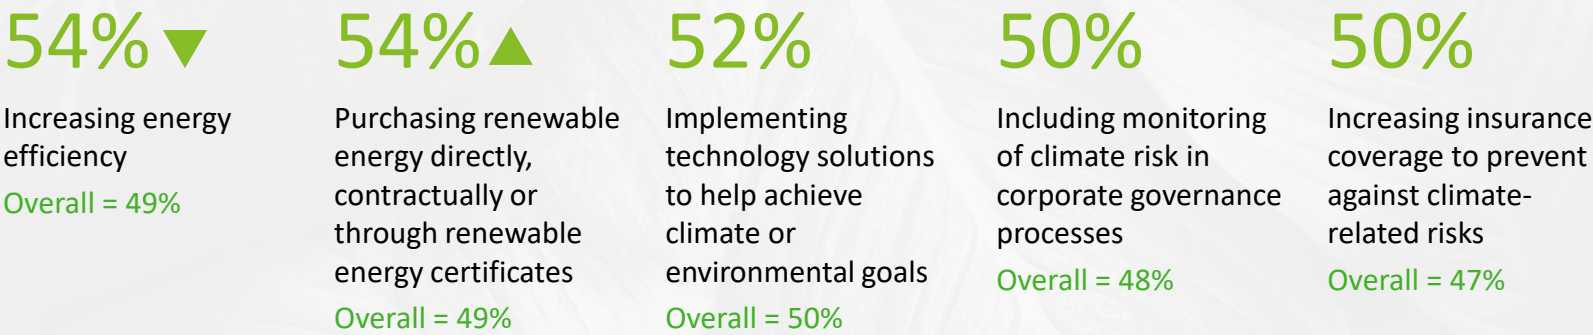 54% ▼
Increasing energy
efficiency
Overall = 49%
54% ▲
Purchasing renewable
energy directly,
contractually or
through renewable
energy certificates
Overall = 49%
52%
Implementing
technology solutions
to help achieve
climate or
environmental goals
Overall = 50%
50%
Including monitoring
of climate risk in
corporate governance
processes
Overall = 48%
50%
Increasing insurance
coverage to prevent
against climate-
related risks
Overall = 47%